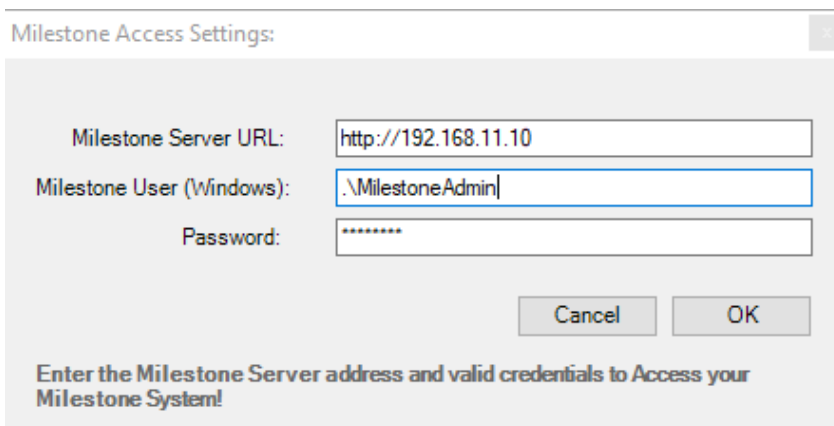 Milestone Access Settings:
x
Milestone Server URL: http://192.168.11.10
Milestone User (Windows): .\MilestoneAdmin
Password: ********
Cancel OK
Enter the Milestone Server address and valid credentials to Access your
Milestone System!